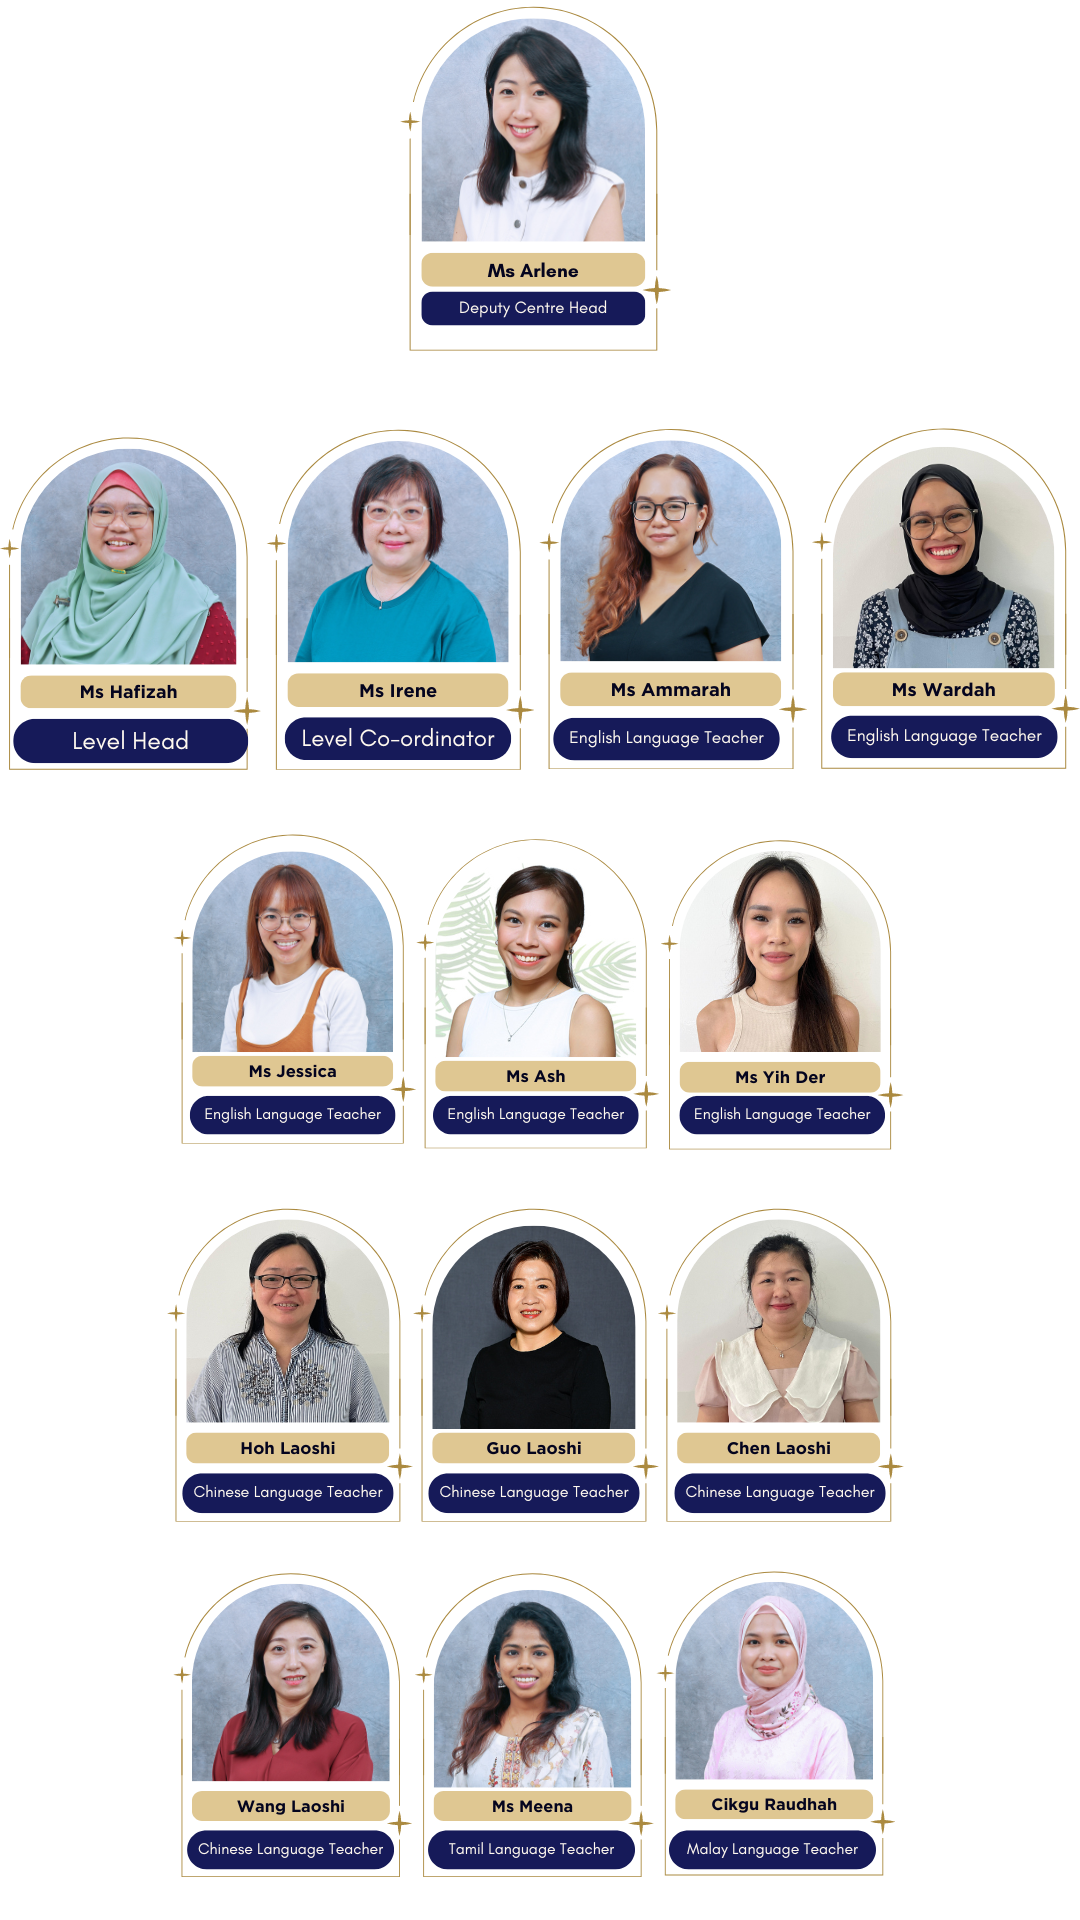 Ms Arlene
Deputy Centre Head
Ms Hafizah
Level Head
Ms Irene
Level Co-ordinator
Ms Ammarah
English Language Teacher
Ms Wardah
English Language Teacher
Ms Jessica
English Language Teacher
Ms Ash
English Language Teacher
Ms Yih Der
English Language Teacher
Hoh Laoshi
Chinese Language Teacher
Guo Laoshi
Chinese Language Teacher
Chen Laoshi
Chinese Language Teacher
Wang Laoshi
Chinese Language Teacher
Ms Meena
Tamil Language Teacher
Cikgu Raudhah
Malay Language Teacher